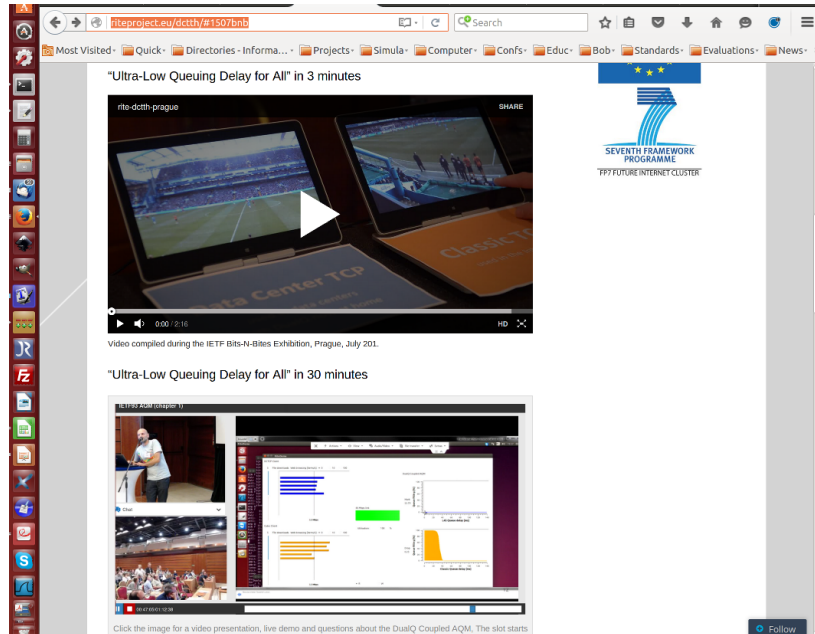 riteproject.eu/dctth/#1507bnb
Search
Most Visited
Quick
Directories - Informa...
Projects
Simula
Computer
Confs
Educ
Bob
Standards
Evaluations
News
"Ultra-Low Queuing Delay for All" in 3 minutes
rite-dctth-prague
SHARE
Data Center TCP
Classic TCP
SEVENTH FRAMEWORK
PROGRAMME
FP7 FUTURE INTERNET CLUSTER
0:00 / 2:16
HD
Video compiled during the IETF Bits-N-Bites Exhibition, Prague, July 201.
"Ultra-Low Queuing Delay for All" in 30 minutes
IETF93 AQM (chapter 1)
Chat
Click the image for a video presentation, live demo and questions about the DualQ Coupled AQM. The slot starts
Follow